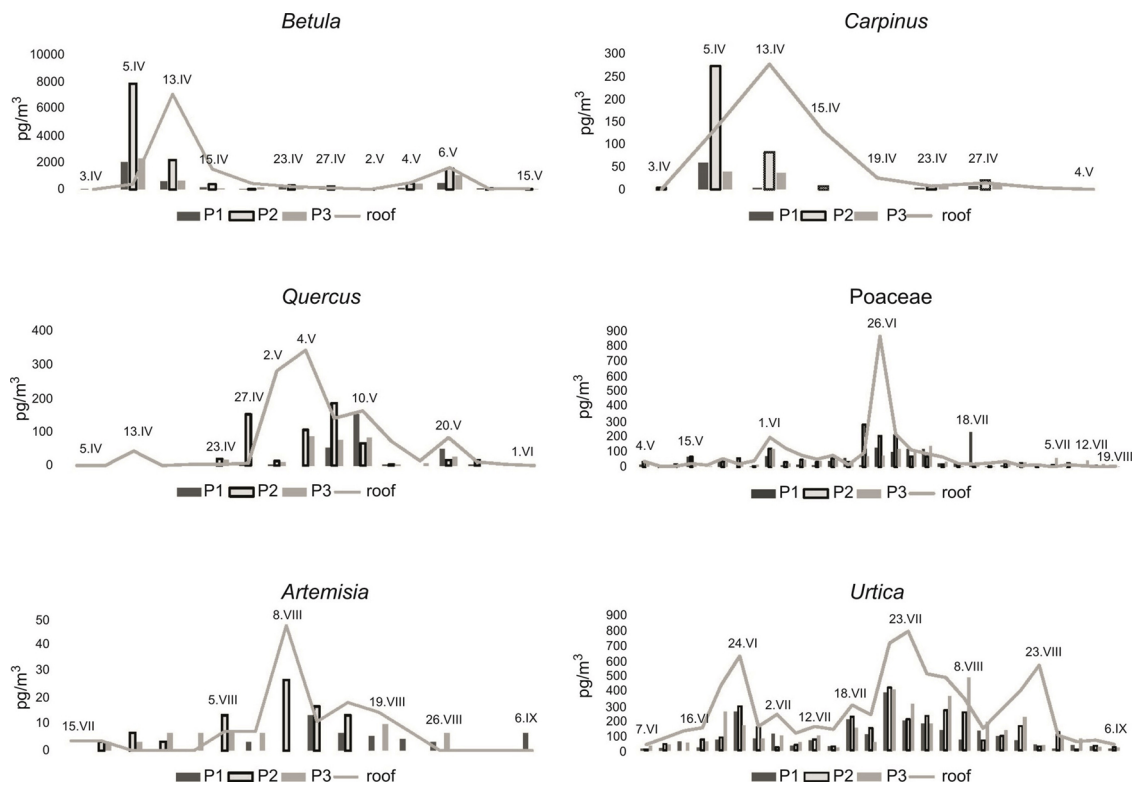 Betula
pg/m³
10000
8000
6000
4000
2000
0
3.IV
5.IV
13.IV
15.IV
23.IV
27.IV
2.V
4.V
6.V
15.V
P1 P2 P3 roof
Carpinus
pg/m³
300
250
200
150
100
50
0
3.IV
5.IV
13.IV
15.IV
19.IV
23.IV
27.IV
4.V
P1 P2 P3 roof
Quercus
pg/m³
400
300
200
100
0
5.IV
13.IV
23.IV
27.IV
2.V
4.V
10.V
20.V
1.VI
P1 P2 P3 roof
Poaceae
pg/m³
900
800
700
600
500
400
300
200
100
0
4.V
15.V
1.VI
26.VI
18.VII
5.VII
12.VII
19.VIII
P1 P2 P3 roof
Artemisia
pg/m³
50
40
30
20
10
0
15.VII
5.VIII
8.VIII
19.VIII
26.VIII
6.IX
P1 P2 P3 roof
Urtica
pg/m³
900
800
700
600
500
400
300
200
100
0
7.VI
16.VI
24.VI
2.VII
12.VII
18.VII
23.VII
8.VIII
23.VIII
6.IX
P1 P2 P3 roof